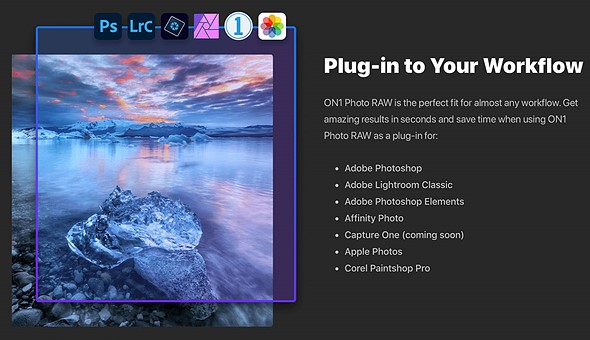 Ps LrC 1
Plug-in to Your Workflow
ON1 Photo RAW is the perfect fit for almost any workflow. Get
amazing results in seconds and save time when using ON1
Photo RAW as a plug-in for:
• Adobe Photoshop
• Adobe Lightroom Classic
• Adobe Photoshop Elements
• Affinity Photo
• Capture One (coming soon)
• Apple Photos
• Corel Paintshop Pro